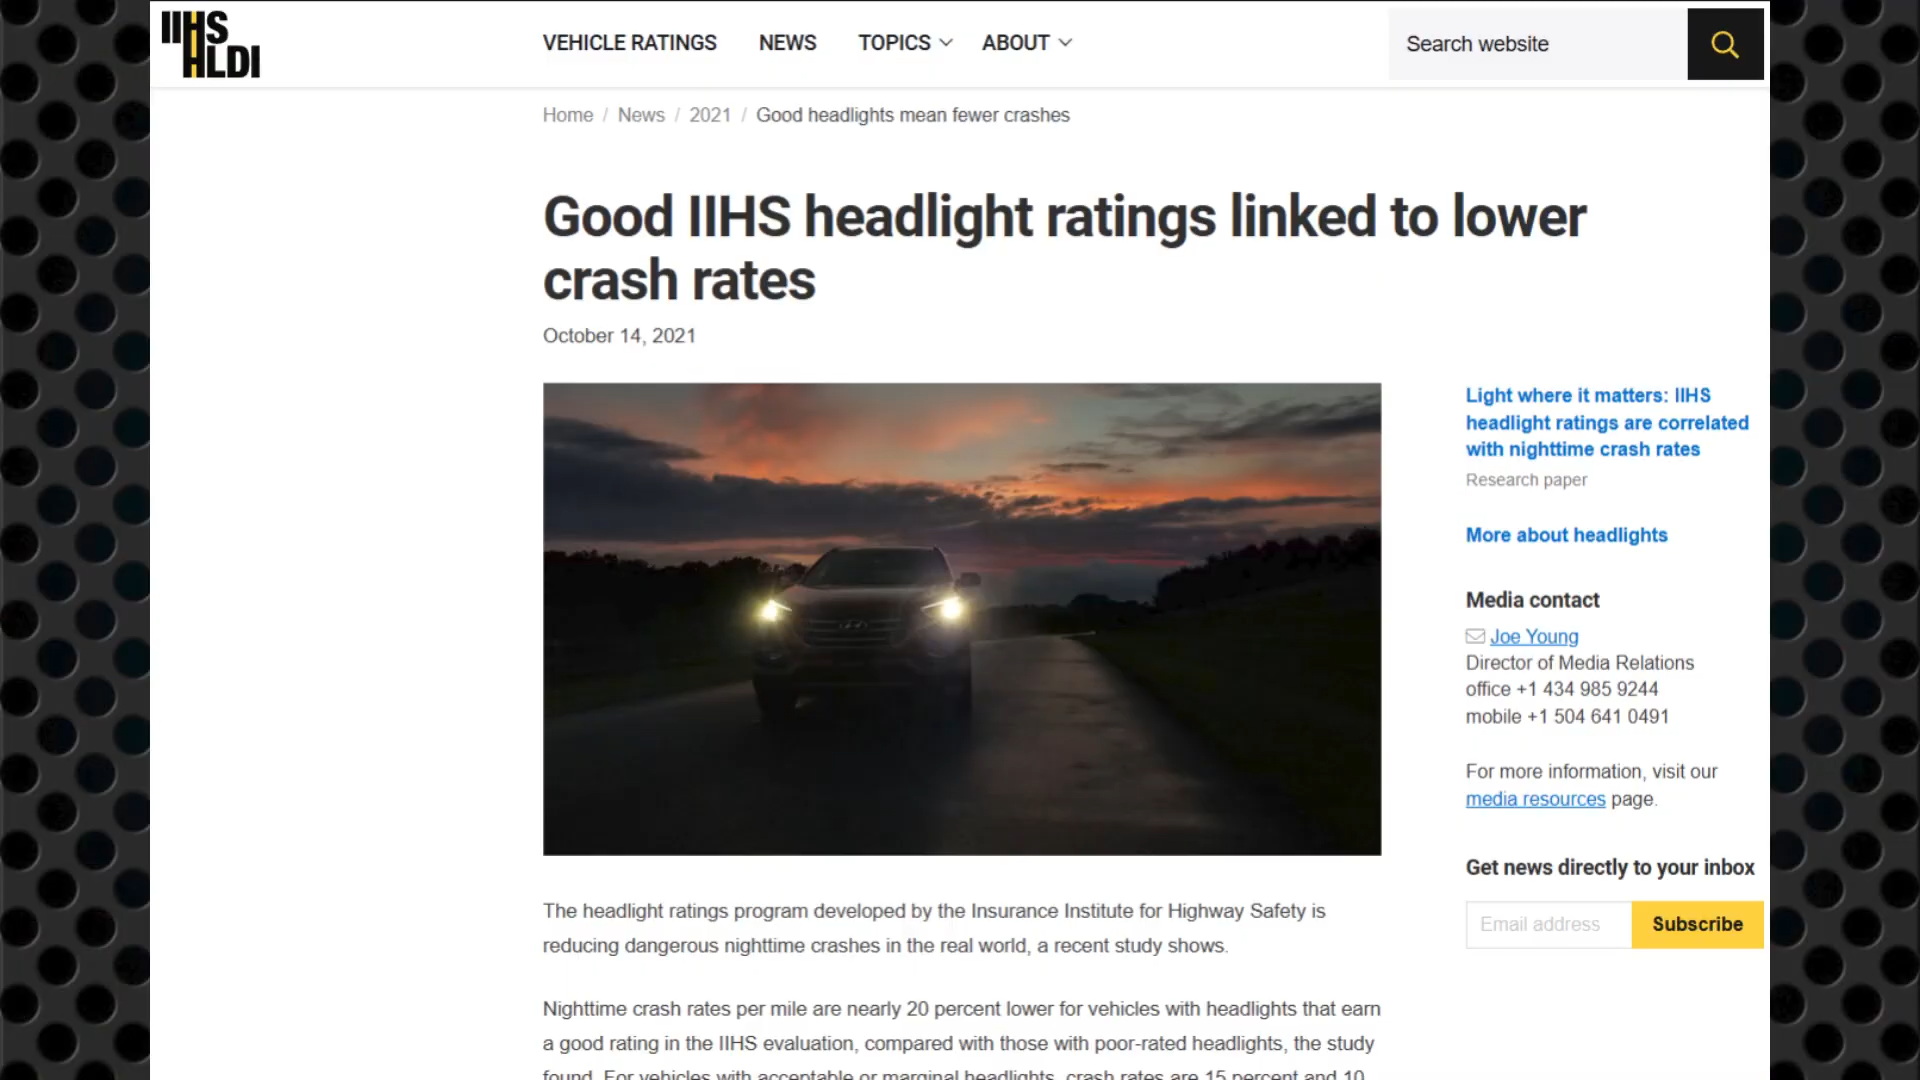 IIHS
HLDI
VEHICLE RATINGS NEWS TOPICS ABOUT
Search website
Home / News / 2021 / Good headlights mean fewer crashes
Good IIHS headlight ratings linked to lower
crash rates
October 14, 2021
Light where it matters: IIHS
headlight ratings are correlated
with nighttime crash rates
Research paper
More about headlights
Media contact
Joe Young
Director of Media Relations
office +1 434 985 9244
mobile +1 504 641 0491
For more information, visit our
media resources page.
Get news directly to your inbox
Email address Subscribe
The headlight ratings program developed by the Insurance Institute for Highway Safety is
reducing dangerous nighttime crashes in the real world, a recent study shows.
Nighttime crash rates per mile are nearly 20 percent lower for vehicles with headlights that earn
a good rating in the IIHS evaluation, compared with those with poor-rated headlights, the study
found. For vehicles with acceptable or marginal headlights, crash rates are 15 percent and 10